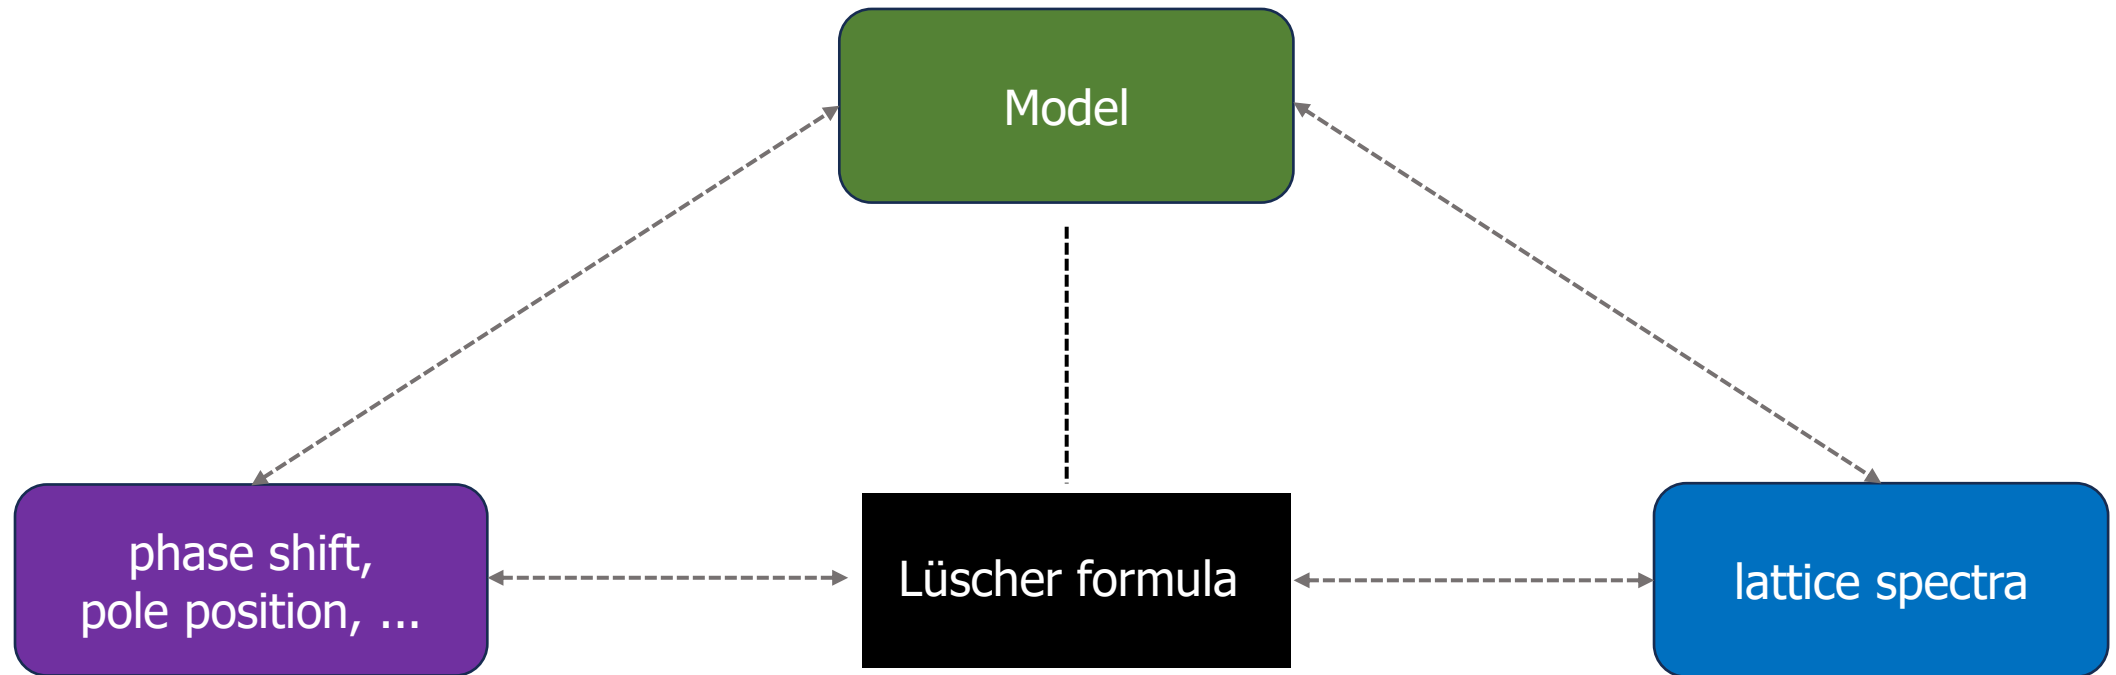 Model
phase shift,
pole position, ...
Lüscher formula
lattice spectra